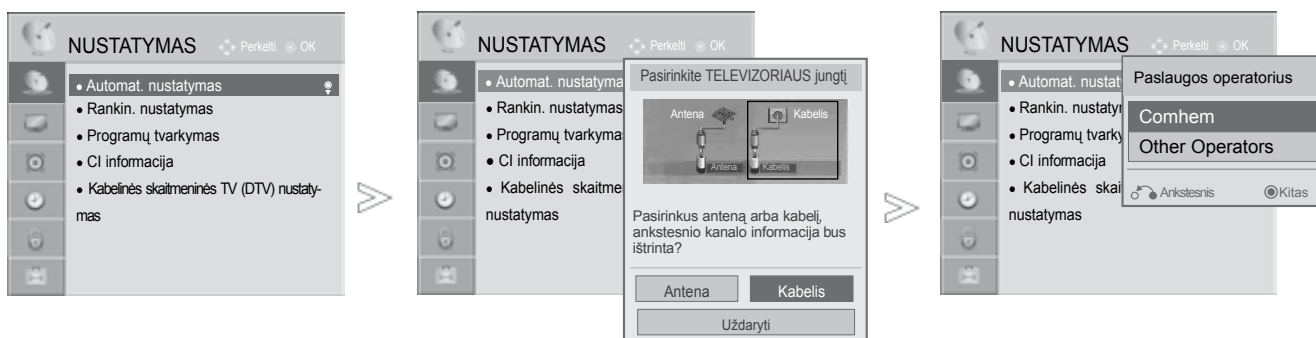 NUSTATYMAS Perkelti OK
• Automat. nustatymas
• Rankin. nustatymas
• Programų tvarkymas
• CI informacija
• Kabelinės skaitmeninės TV (DTV) nustaty-
mas
NUSTATYMAS Perkelti OK
• Automat. nustatyma
• Rankin. nustatymas
• Programų tvarkyma
• CI informacija
• Kabelinės skaitme
nustatymas
Pasirinkite TELEVIZORIAUS jungtį
Antena Kabelis
Antena Kabelis
Pasirinkus anteną arba kabelį,
ankstesnio kanalo informacija bus
ištrinta?
Antena Kabelis
Uždaryti
NUSTATYMAS Perkelti OK
• Automat. nustat
• Rankin. nustatyn
• Programų tvarky
• CI informacija
• Kabelinės skai
nustatymas
Paslaugos operatorius
Comhem
Other Operators
Ankstesnis Kitas